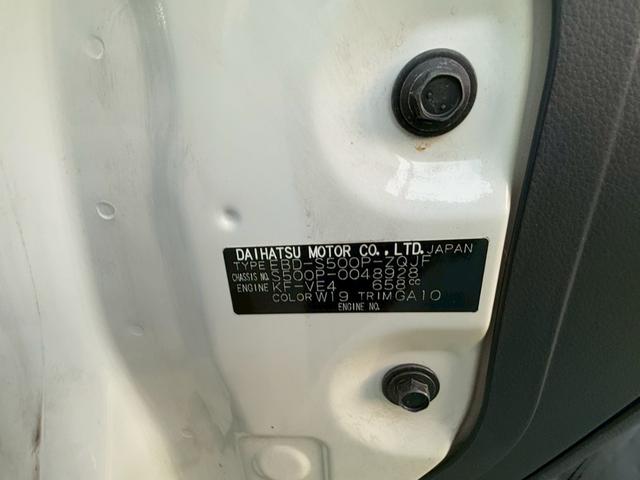 DAIHATSU MOTOR CO., LTD. JAPAN
TYPE EBD-S500P-ZQJF
CHASSIS NO. S500P-0048928
ENGINE KF-VE4 658cc
COLOR W19 TRIM GA10
ENGINE NO.